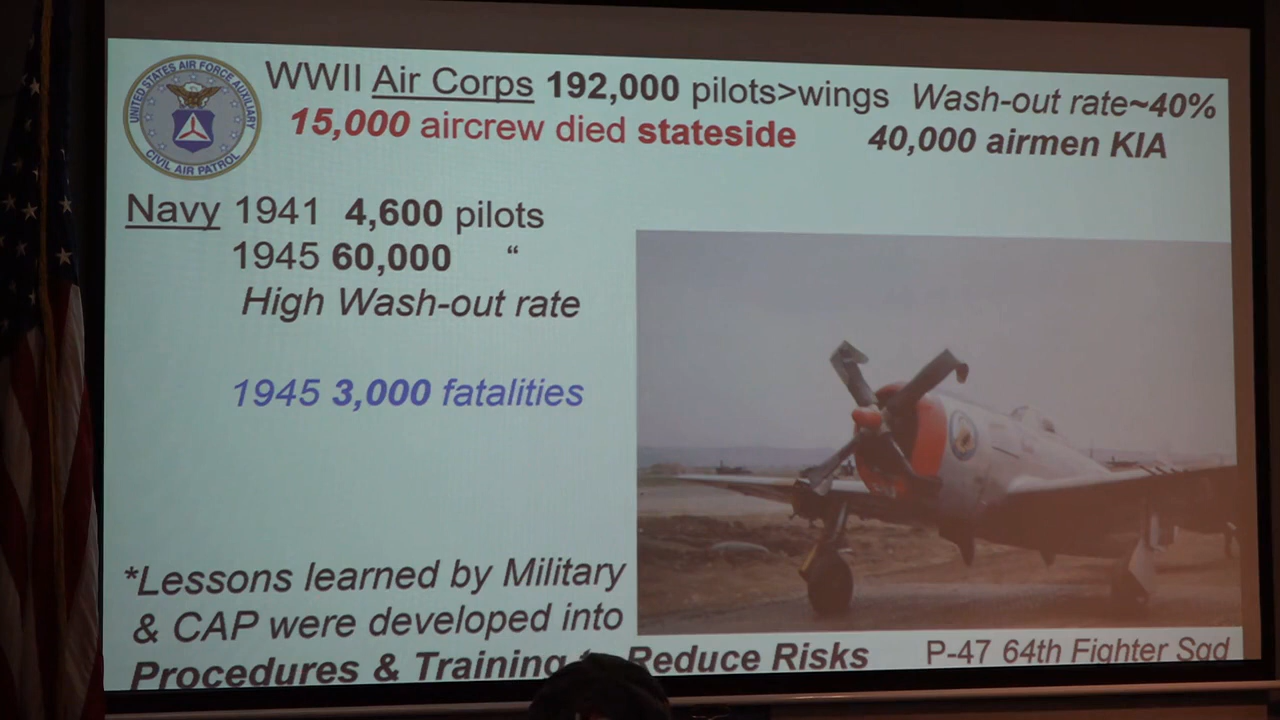 UNITED STATES AIR FORCE AUXILIARY
CIVIL AIR PATROL
WWII Air Corps 192,000 pilots>wings Wash-out rate~40%
15,000 aircrew died stateside 40,000 airmen KIA
Navy 1941 4,600 pilots
1945 60,000 “
High Wash-out rate
1945 3,000 fatalities
*Lessons learned by Military
& CAP were developed into
Procedures & Training Reduce Risks
P-47 64th Fighter Sqd